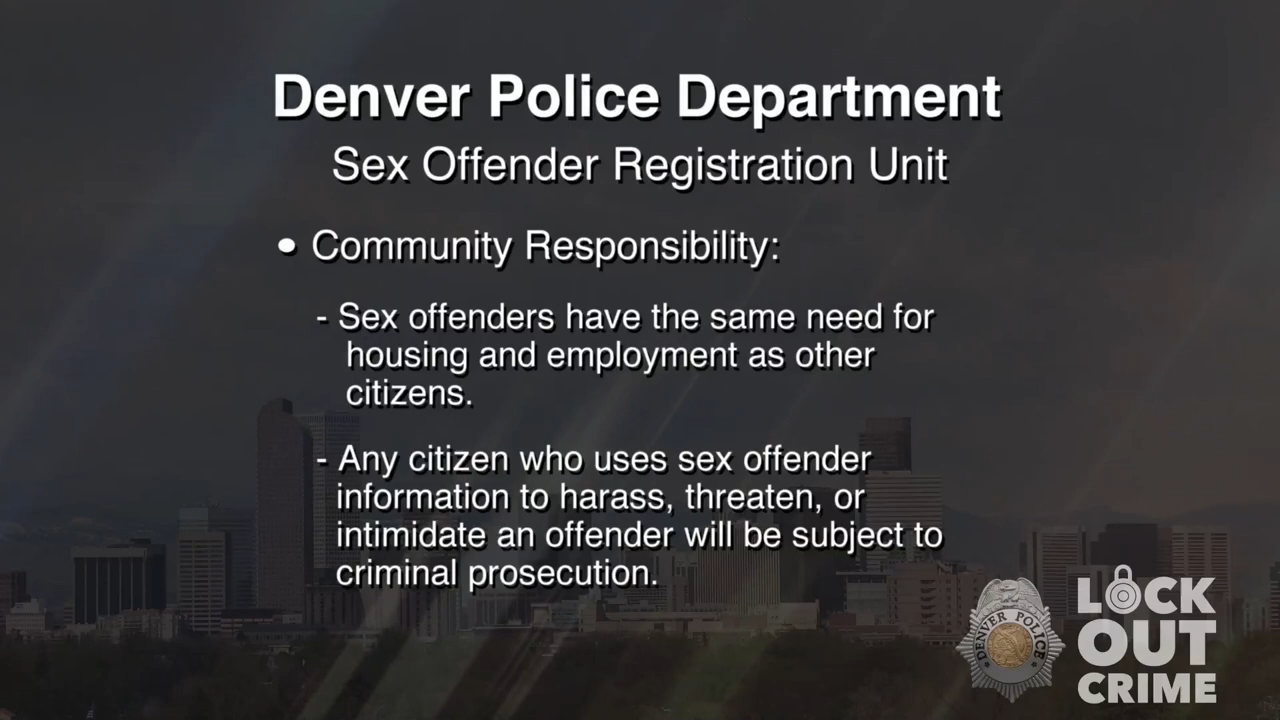 Denver Police Department
Sex Offender Registration Unit
• Community Responsibility:
- Sex offenders have the same need for
housing and employment as other
citizens.
- Any citizen who uses sex offender
information to harass, threaten, or
intimidate an offender will be subject to
criminal prosecution.
DENVER POLICE
LOCK
OUT
CRIME